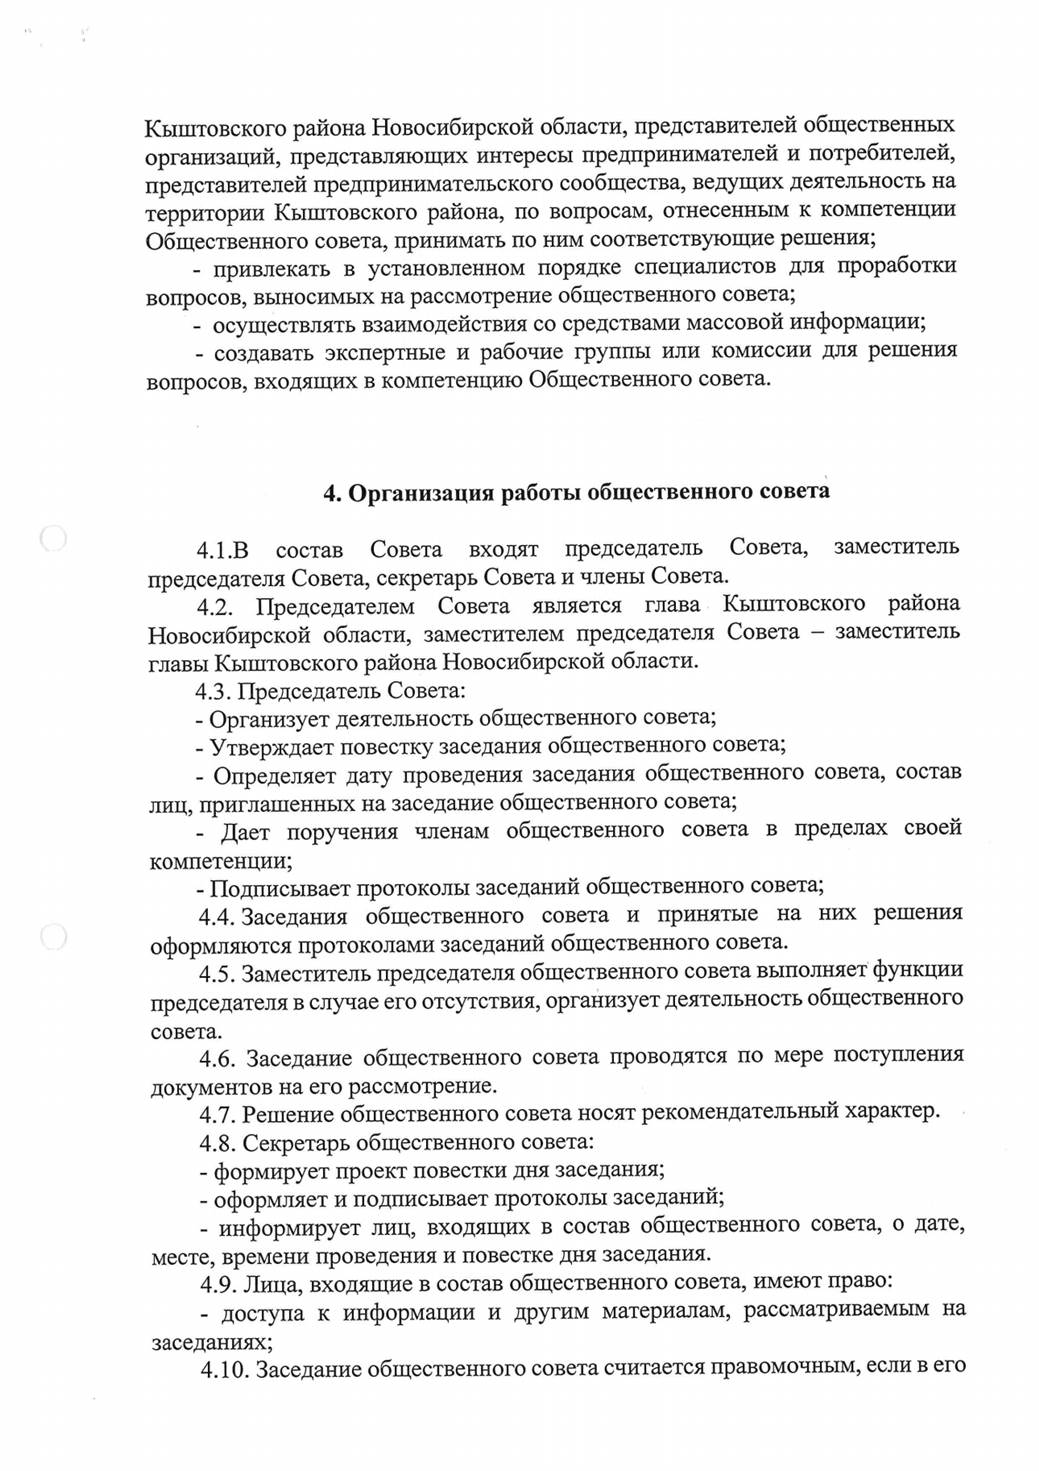 Кыштовского района Новосибирской области, представителей общественных
организаций, представляющих интересы предпринимателей и потребителей,
представителей предпринимательского сообщества, ведущих деятельность на
территории Кыштовского района, по вопросам, отнесенным к компетенции
Общественного совета, принимать по ним соответствующие решения;
- привлекать в установленном порядке специалистов для проработки
вопросов, выносимых на рассмотрение общественного совета;
- осуществлять взаимодействия со средствами массовой информации;
- создавать экспертные и рабочие группы или комиссии для решения
вопросов, входящих в компетенцию Общественного совета.
4. Организация работы общественного совета
4.1.В состав Совета входят председатель Совета, заместитель
председателя Совета, секретарь Совета и члены Совета.
4.2. Председателем Совета является глава Кыштовского района
Новосибирской области, заместителем председателя Совета – заместитель
главы Кыштовского района Новосибирской области.
4.3. Председатель Совета:
- Организует деятельность общественного совета;
- Утверждает повестку заседания общественного совета;
- Определяет дату проведения заседания общественного совета, состав
лиц, приглашенных на заседание общественного совета;
- Дает поручения членам общественного совета в пределах своей
компетенции;
- Подписывает протоколы заседаний общественного совета;
4.4. Заседания общественного совета и принятые на них решения
оформляются протоколами заседаний общественного совета.
4.5. Заместитель председателя общественного совета выполняет функции
председателя в случае его отсутствия, организует деятельность общественного
совета.
4.6. Заседание общественного совета проводятся по мере поступления
документов на его рассмотрение.
4.7. Решение общественного совета носят рекомендательный характер.
4.8. Секретарь общественного совета:
- формирует проект повестки дня заседания;
- оформляет и подписывает протоколы заседаний;
- информирует лиц, входящих в состав общественного совета, о дате,
месте, времени проведения и повестке дня заседания.
4.9. Лица, входящие в состав общественного совета, имеют право:
- доступа к информации и другим материалам, рассматриваемым на
заседаниях;
4.10. Заседание общественного совета считается правомочным, если в его